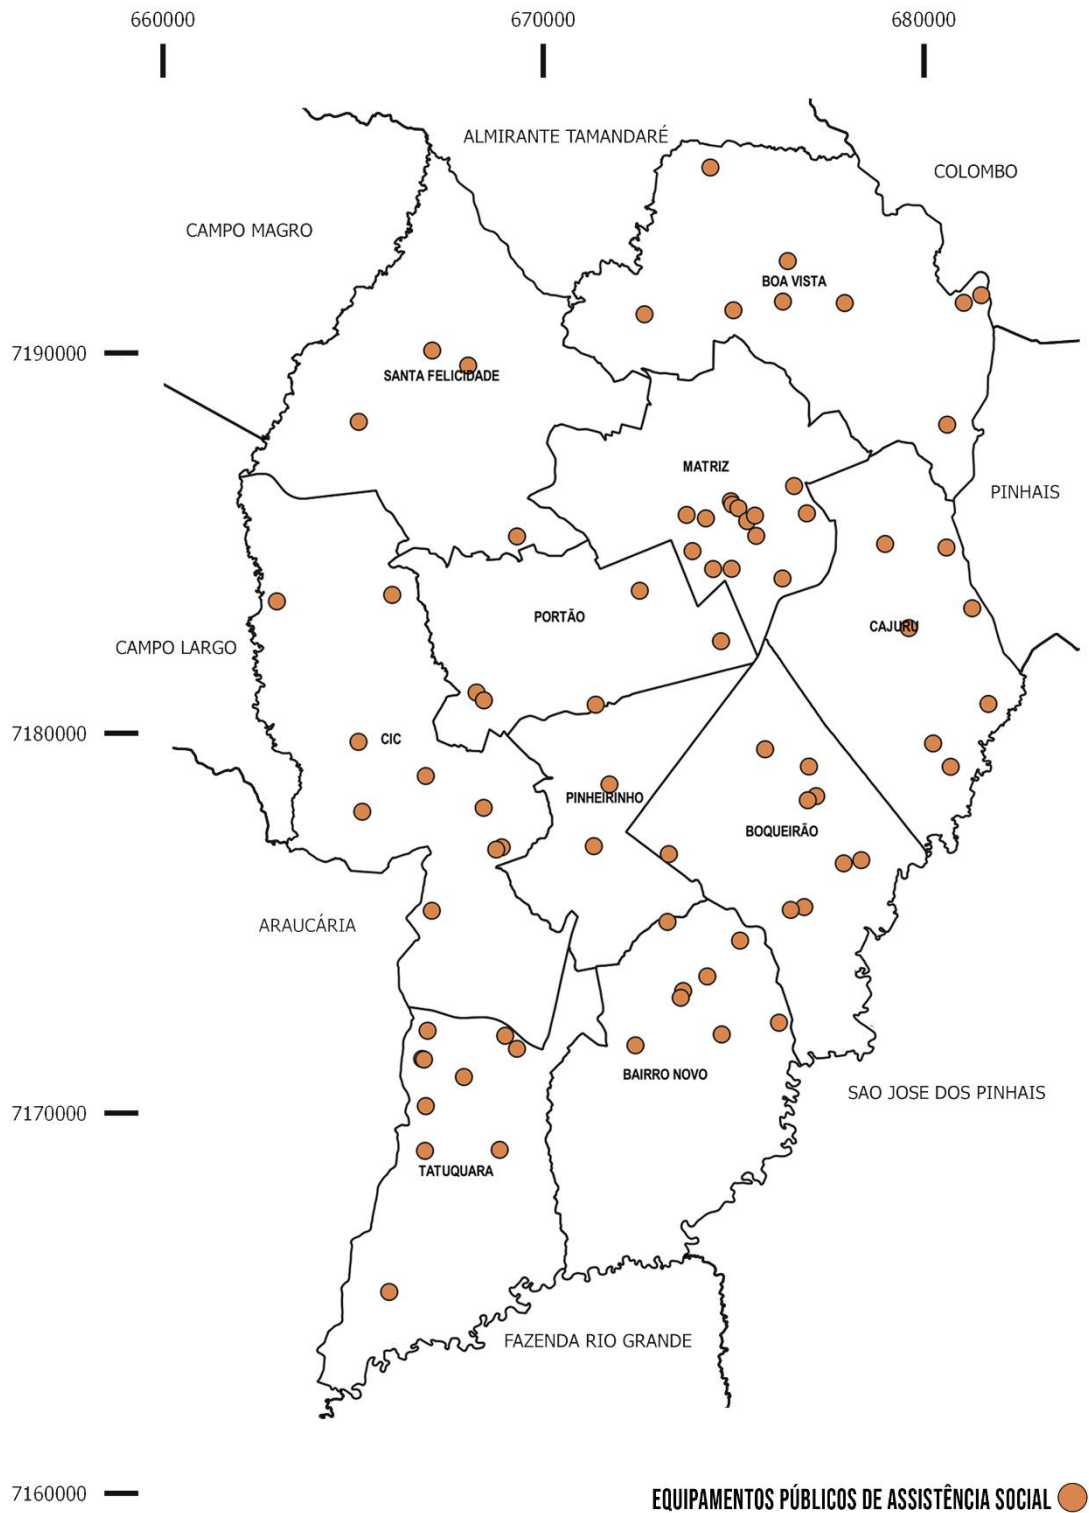 660000
670000
680000
ALMIRANTE TAMANDARÉ
COLOMBO
CAMPO MAGRO
BOA VISTA
7190000
SANTA FELICIDADE
MATRIZ
PINHAIS
PORTÃO
CAJURU
CAMPO LARGO
7180000
CIC
PINHEIRINHO
BOQUEIRÃO
ARAUCÁRIA
BAIRRO NOVO
SAO JOSE DOS PINHAIS
7170000
TATUQUARA
FAZENDA RIO GRANDE
7160000
EQUIPAMENTOS PÚBLICOS DE ASSISTÊNCIA SOCIAL